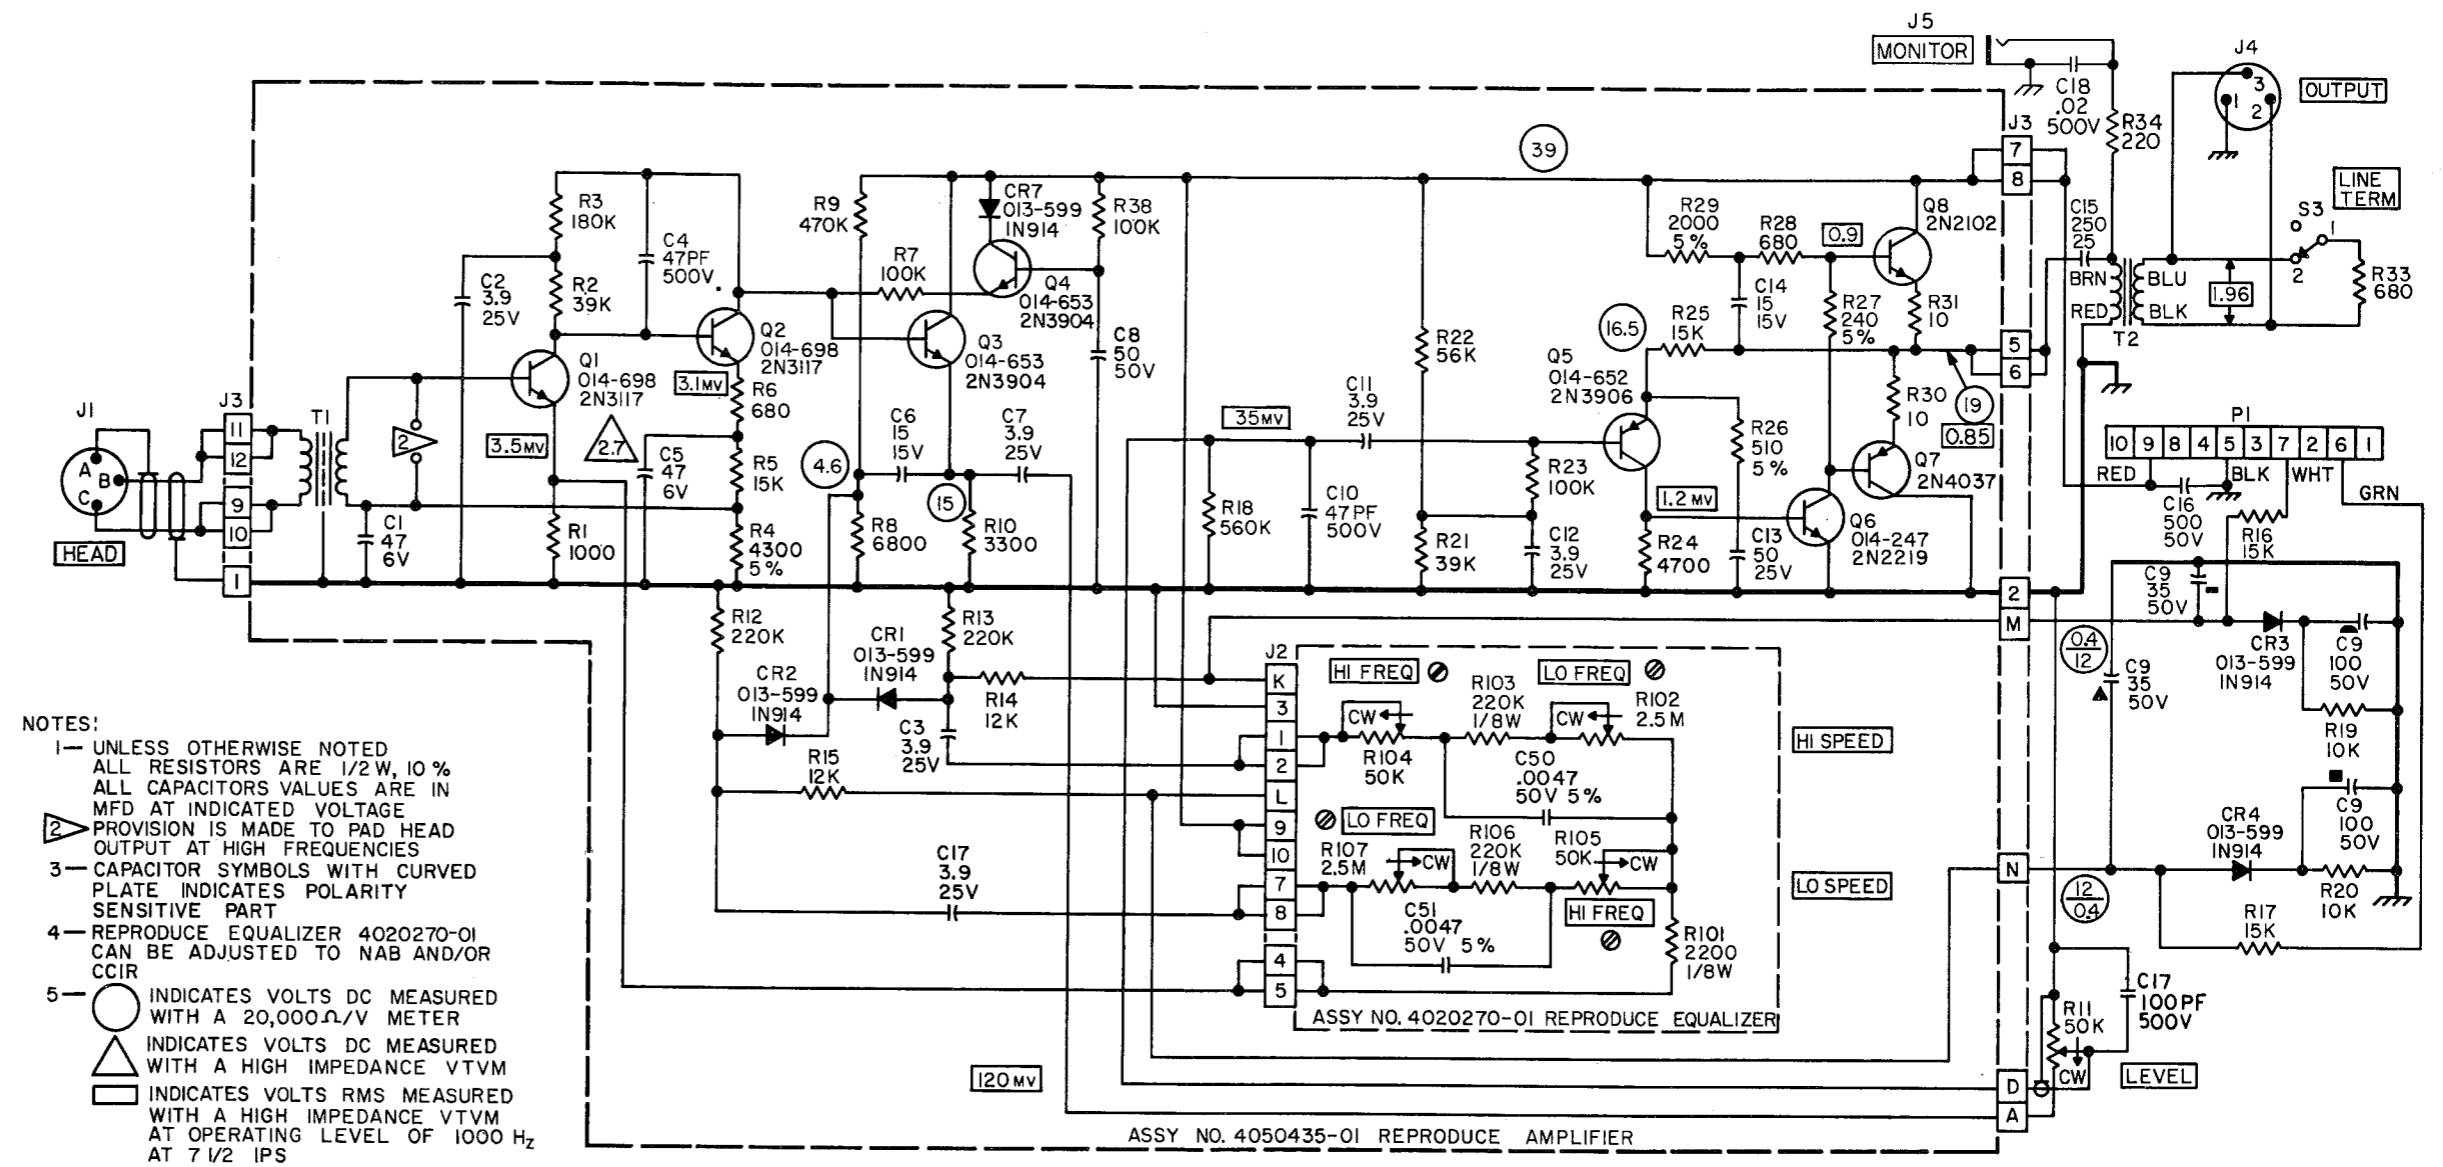 J5
MONITOR
C18
.02
500V
J4
3
1
2
OUTPUT
J3
7
8
R34
220
LINE
TERM
S3
1
2
39
R3
180K
C4
47PF
500V
C2
3.9
25V
R2
39K
R9
470K
R7
100K
CR7
013-599
1N914
R38
100K
Q4
014-653
2N3904
Q2
014-698
2N3117
Q3
014-653
2N3904
C8
50
50V
Q1
014-698
2N3117
3.1MV
R6
680
R29
2000
5%
R28
680
0.9
Q8
2N2102
C15
250
25
BRN
BLU
RED
BLK
1.96
R33
680
T2
C14
15
15V
R27
240
5%
R31
10
16.5
R25
15K
R22
56K
Q5
014-652
2N3906
5
6
R30
10
19
0.85
J1
A
B
C
HEAD
J3
11
12
9
10
1
T1
2
C1
47
6V
3.5MV
2.7
C5
47
6V
R5
15K
R4
4300
5%
R1
1000
4.6
C6
15
15V
C7
3.9
25V
15
R8
6800
R10
3300
35MV
C11
3.9
25V
R18
560K
C10
47PF
500V
R23
100K
R21
39K
C12
3.9
25V
1.2MV
R24
4700
R26
510
5%
C13
50
25V
Q7
2N4037
Q6
014-247
2N2219
P1
10 9 8 4 5 3 7 2 6 1
RED
BLK
WHT
GRN
C16
500
50V
R16
15K
2
M
C9
35
50V
CR3
013-599
1N914
C9
100
50V
0.4
12
C9
35
50V
R19
10K
C9
100
50V
CR4
013-599
1N914
R20
10K
N
12
0.4
R17
15K
C17
100PF
500V
R11
50K
CW
LEVEL
D
A
R12
220K
CR1
013-599
1N914
R13
220K
CR2
013-599
1N914
R14
12K
C3
3.9
25V
R15
12K
C17
3.9
25V
J2
K
3
1
2
L
9
10
7
8
4
5
HI FREQ
LO FREQ
CW
R104
50K
R103
220K
1/8W
CW
R102
2.5M
C50
.0047
50V 5%
HI SPEED
LO FREQ
R107
2.5M
CW
R106
220K
1/8W
R105
50K
CW
HI FREQ
LO SPEED
C51
.0047
50V 5%
R101
2200
1/8W
ASSY NO. 4020270-01 REPRODUCE EQUALIZER
120MV
ASSY NO. 4050435-01 REPRODUCE AMPLIFIER
NOTES:
1— UNLESS OTHERWISE NOTED
ALL RESISTORS ARE 1/2W, 10%
ALL CAPACITORS VALUES ARE IN
MFD AT INDICATED VOLTAGE
2 PROVISION IS MADE TO PAD HEAD
OUTPUT AT HIGH FREQUENCIES
3— CAPACITOR SYMBOLS WITH CURVED
PLATE INDICATES POLARITY
SENSITIVE PART
4— REPRODUCE EQUALIZER 4020270-01
CAN BE ADJUSTED TO NAB AND/OR
CCIR
5— INDICATES VOLTS DC MEASURED
WITH A 20,000Ω/V METER
INDICATES VOLTS DC MEASURED
WITH A HIGH IMPEDANCE VTVM
INDICATES VOLTS RMS MEASURED
WITH A HIGH IMPEDANCE VTVM
AT OPERATING LEVEL OF 1000 Hz
AT 7 1/2 IPS